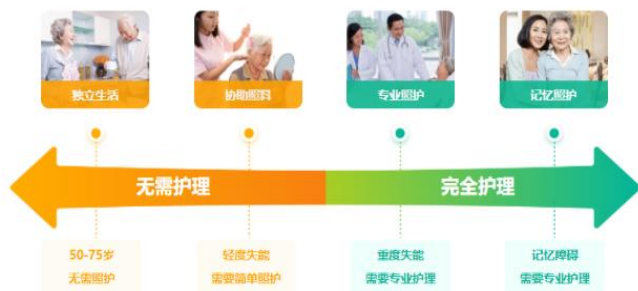 独立生活
协助照料
专业照护
记忆照护
无需护理
完全护理
50-75岁
无需照护
轻度失能
需要简单照护
重度失能
需要专业护理
记忆障碍
需要专业护理